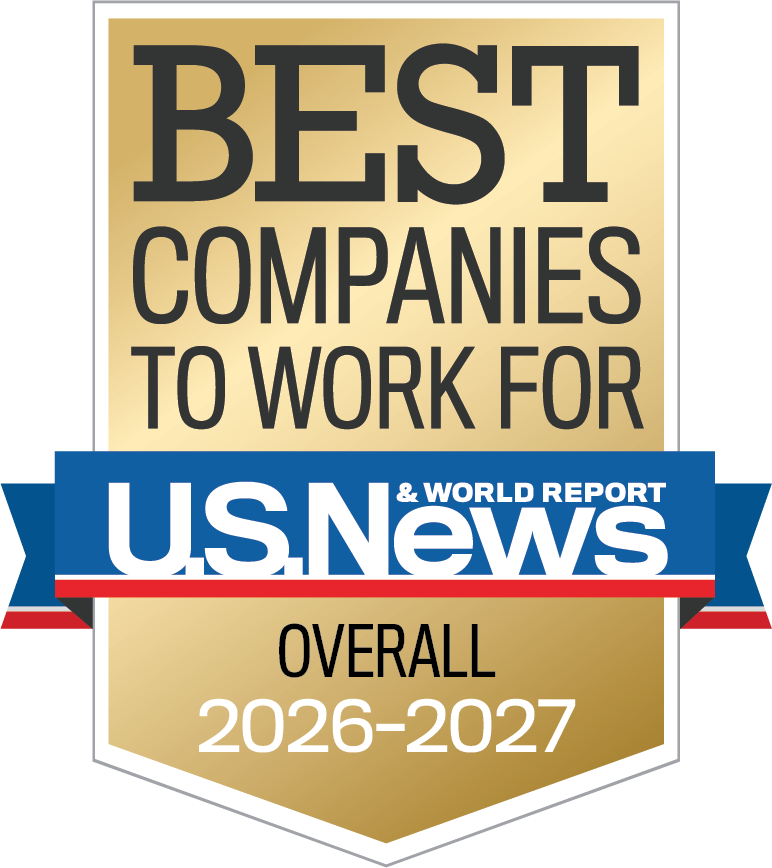 BEST
COMPANIES
TO WORK FOR
U.S.News & WORLD REPORT
OVERALL
2026-2027